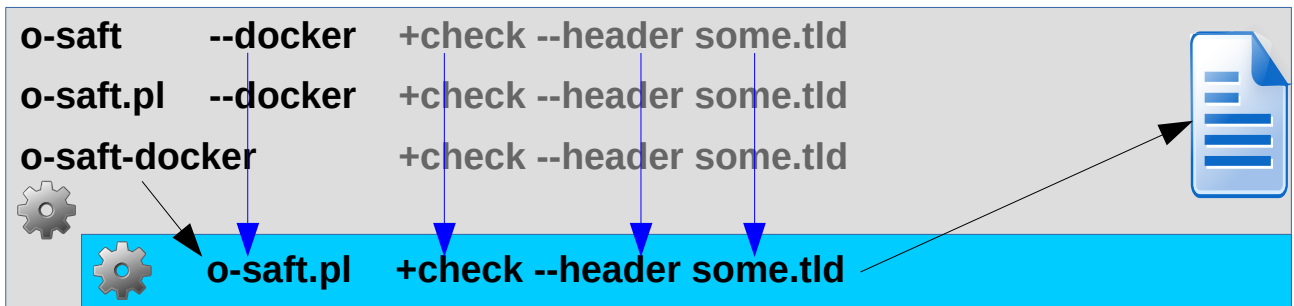 o-saft --docker +check --header some.tld
o-saft.pl --docker +check --header some.tld
o-saft-docker +check --header some.tld
o-saft.pl +check --header some.tld